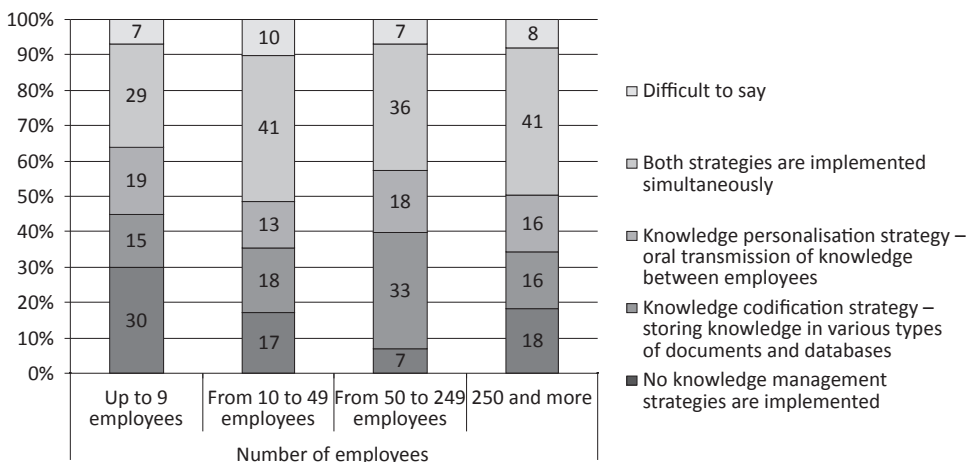 100%
90%
80%
70%
60%
50%
40%
30%
20%
10%
0%
7 10 7 8
29 41 36 41
19 13 18 16
15 18 33 16
30 17 7 18
Up to 9
employees
From 10 to 49
employees
From 50 to 249
employees
250 and more
Number of employees
Difficult to say
Both strategies are implemented
simultaneously
Knowledge personalisation strategy –
oral transmission of knowledge
between employees
Knowledge codification strategy –
storing knowledge in various types
of documents and databases
No knowledge management
strategies are implemented